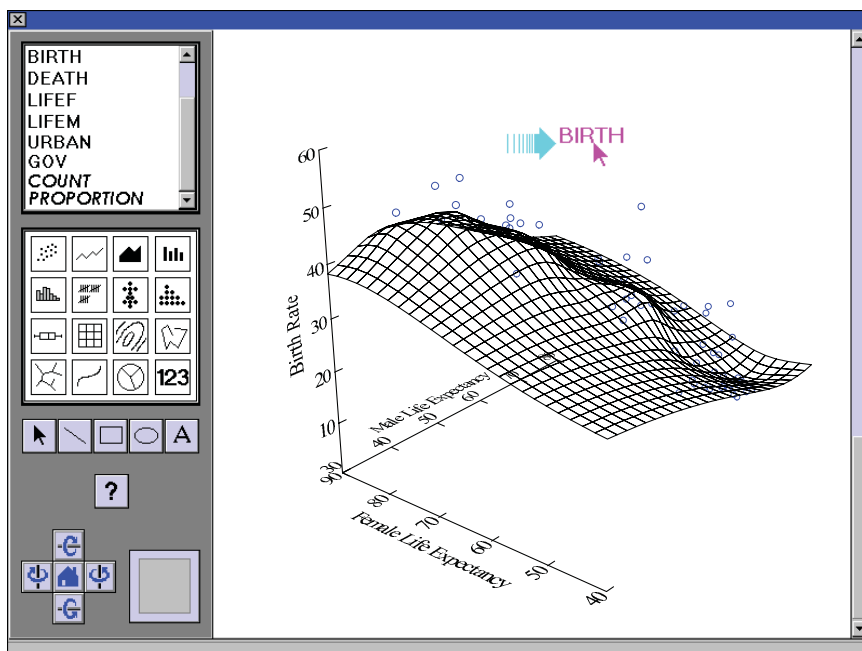 BIRTH
DEATH
LIFEF
LIFEM
URBAN
GOV
COUNT
PROPORTION
123
A
?
BIRTH
60
50
40
30
20
10
Birth Rate
30
40
50
60
Male Life Expectancy
90
80
70
60
50
40
Female Life Expectancy